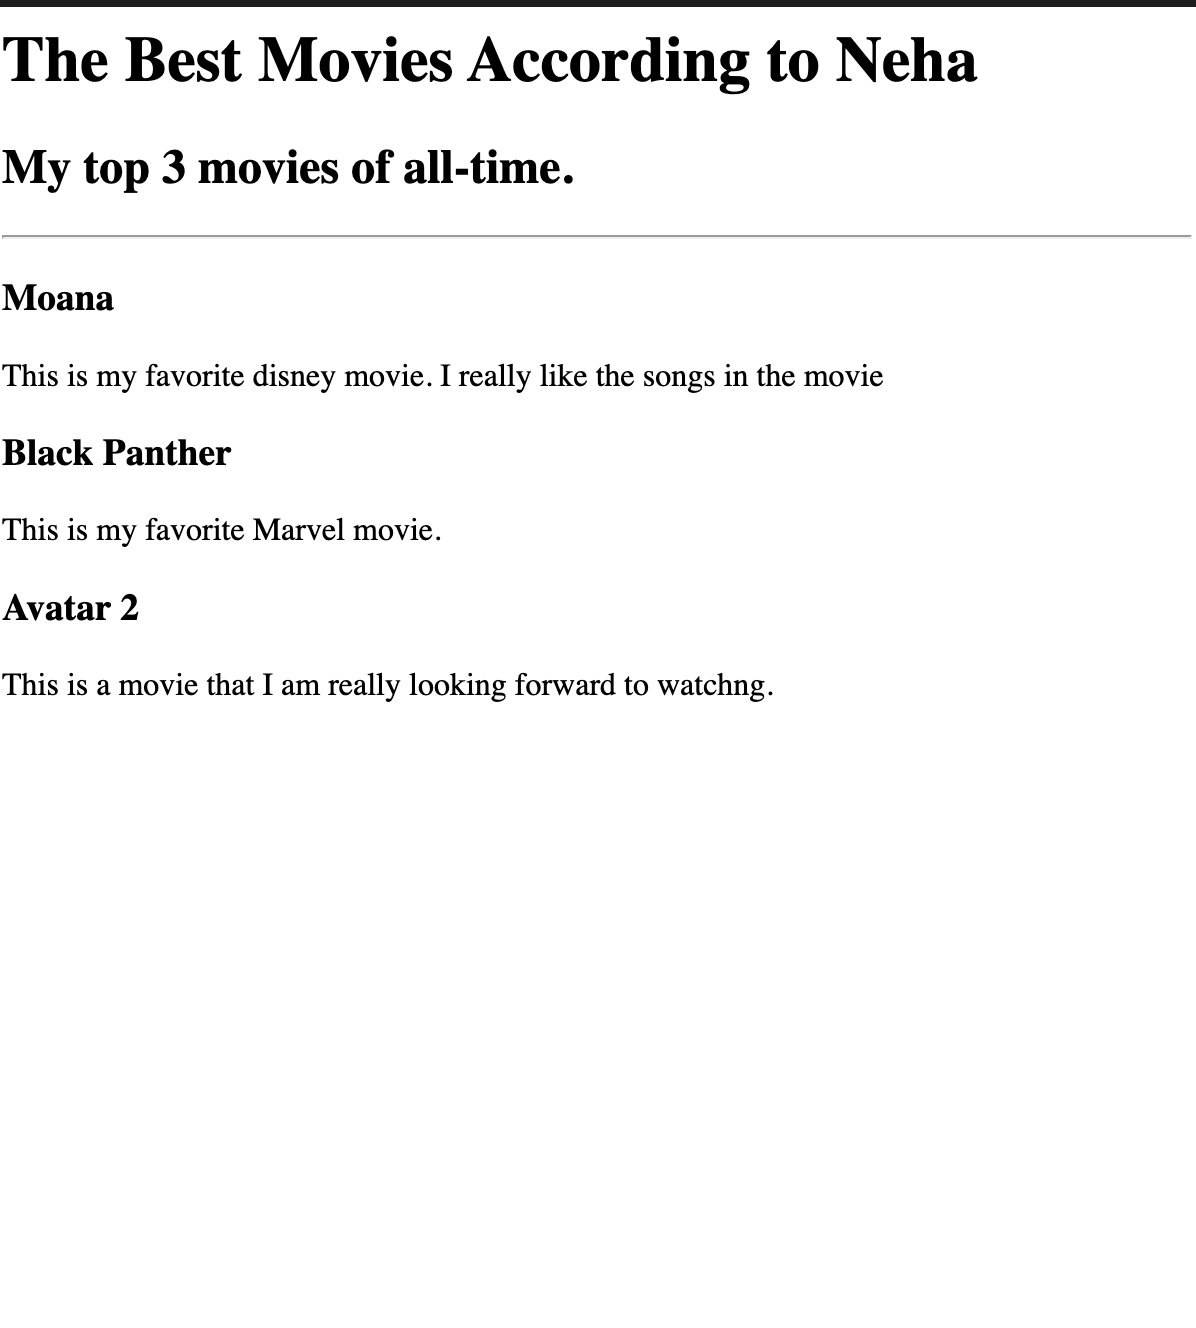 The Best Movies According to Neha
My top 3 movies of all-time.
Moana
This is my favorite disney movie. I really like the songs in the movie
Black Panther
This is my favorite Marvel movie.
Avatar 2
This is a movie that I am really looking forward to watchng.